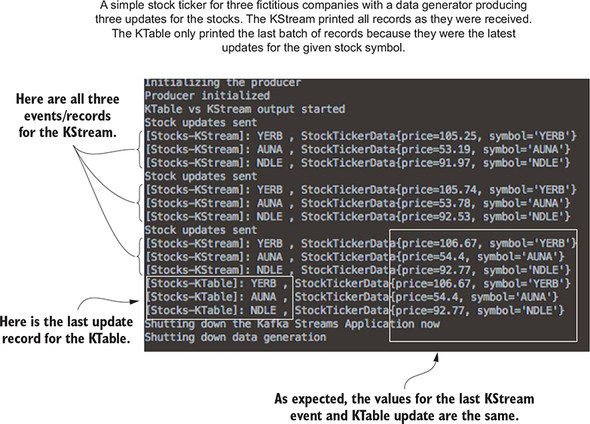 A simple stock ticker for three fictitious companies with a data generator producing
three updates for the stocks. The KStream printed all records as they were received.
The KTable only printed the last batch of records because they were the latest
updates for the given stock symbol.
Initializing the producer
Producer initialized
KTable vs KStream output started
Stock updates sent
[Stocks-KStream]: YERB , StockTickerData{price=105.25, symbol='YERB'}
[Stocks-KStream]: AUNA , StockTickerData{price=53.19, symbol='AUNA'}
[Stocks-KStream]: NDLE , StockTickerData{price=91.97, symbol='NDLE'}
Stock updates sent
[Stocks-KStream]: YERB , StockTickerData{price=105.74, symbol='YERB'}
[Stocks-KStream]: AUNA , StockTickerData{price=53.78, symbol='AUNA'}
[Stocks-KStream]: NDLE , StockTickerData{price=92.53, symbol='NDLE'}
Stock updates sent
[Stocks-KStream]: YERB , StockTickerData{price=106.67, symbol='YERB'}
[Stocks-KStream]: AUNA , StockTickerData{price=54.4, symbol='AUNA'}
[Stocks-KStream]: NDLE , StockTickerData{price=92.77, symbol='NDLE'}
[Stocks-KTable]: YERB , StockTickerData{price=106.67, symbol='YERB'}
[Stocks-KTable]: AUNA , StockTickerData{price=54.4, symbol='AUNA'}
[Stocks-KTable]: NDLE , StockTickerData{price=92.77, symbol='NDLE'}
Shutting down the Kafka Streams Application now
Shutting down data generation
Here are all three
events/records
for the KStream.
Here is the last update
record for the KTable.
As expected, the values for the last KStream
event and KTable update are the same.